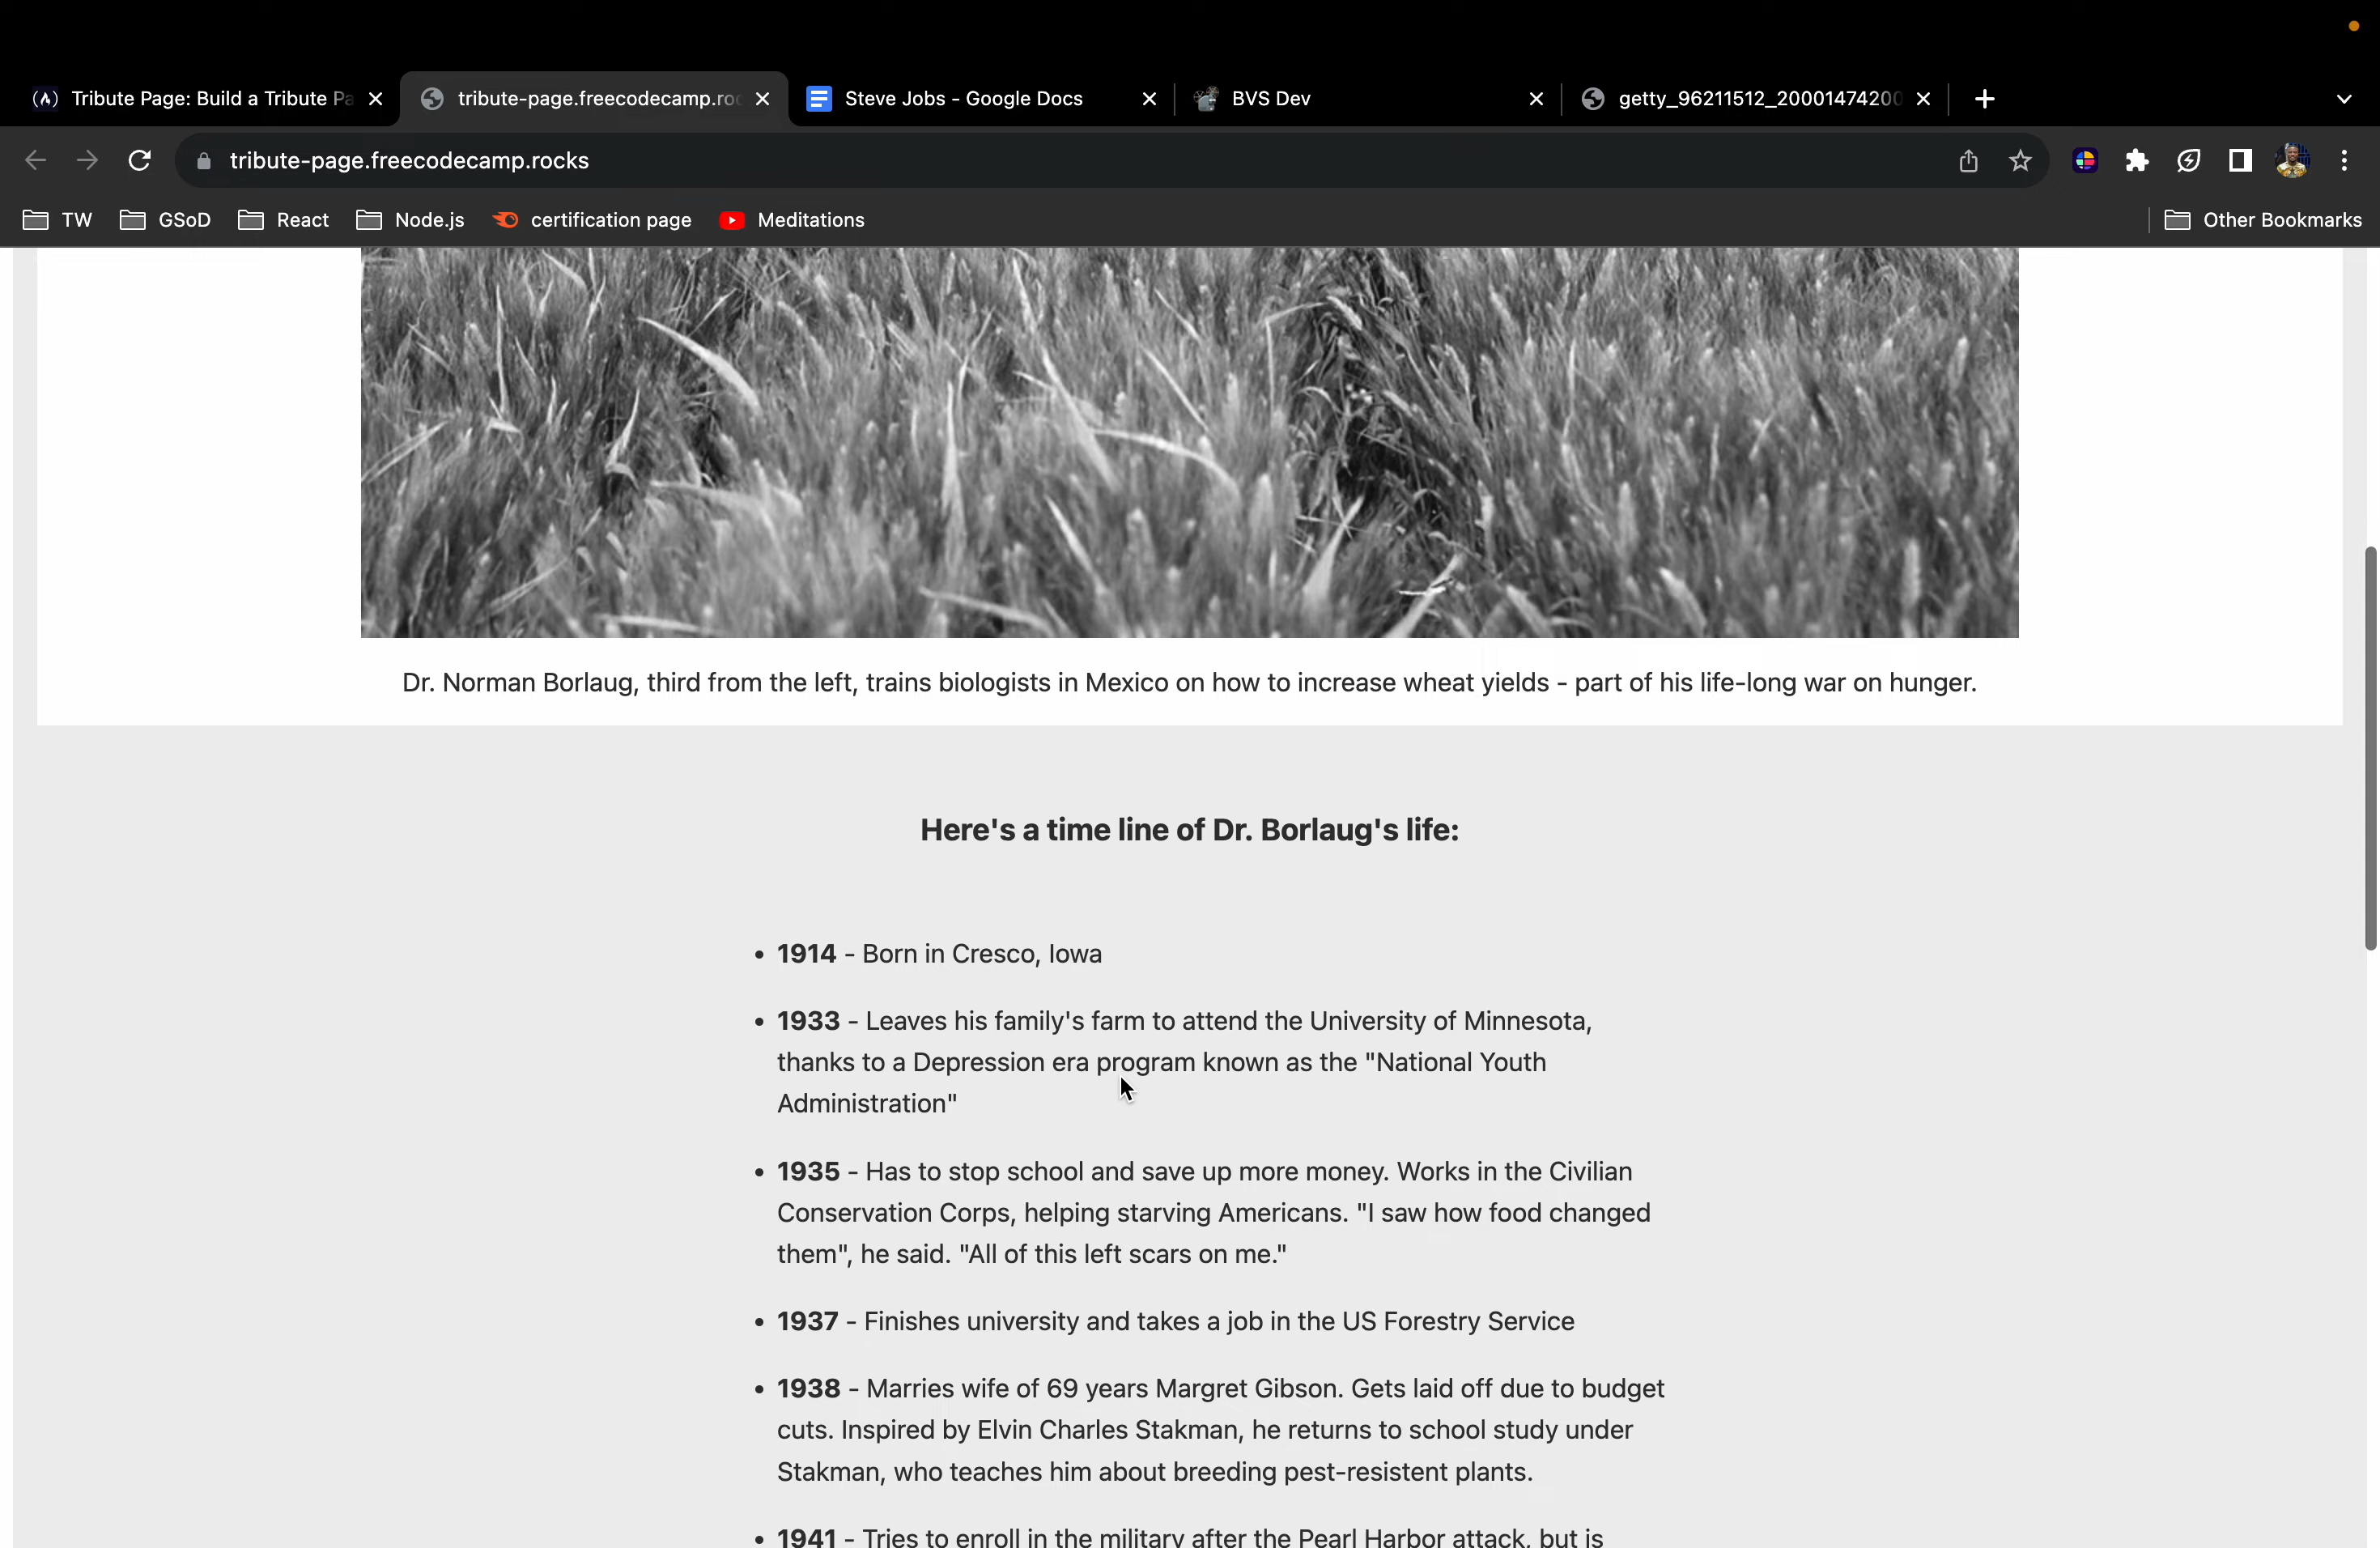 Tribute Page: Build a Tribute Pa
tribute-page.freecodecamp.roc
Steve Jobs - Google Docs
BVS Dev
getty_96211512_20001474200
tribute-page.freecodecamp.rocks
TW
GSoD
React
Node.js
certification page
Meditations
Other Bookmarks
Dr. Norman Borlaug, third from the left, trains biologists in Mexico on how to increase wheat yields - part of his life-long war on hunger.
Here's a time line of Dr. Borlaug's life:
• 1914 - Born in Cresco, Iowa
• 1933 - Leaves his family's farm to attend the University of Minnesota,
thanks to a Depression era program known as the "National Youth
Administration"
• 1935 - Has to stop school and save up more money. Works in the Civilian
Conservation Corps, helping starving Americans. "I saw how food changed
them", he said. "All of this left scars on me."
• 1937 - Finishes university and takes a job in the US Forestry Service
• 1938 - Marries wife of 69 years Margret Gibson. Gets laid off due to budget
cuts. Inspired by Elvin Charles Stakman, he returns to school study under
Stakman, who teaches him about breeding pest-resistent plants.
• 1941 - Tries to enroll in the military after the Pearl Harbor attack, but is